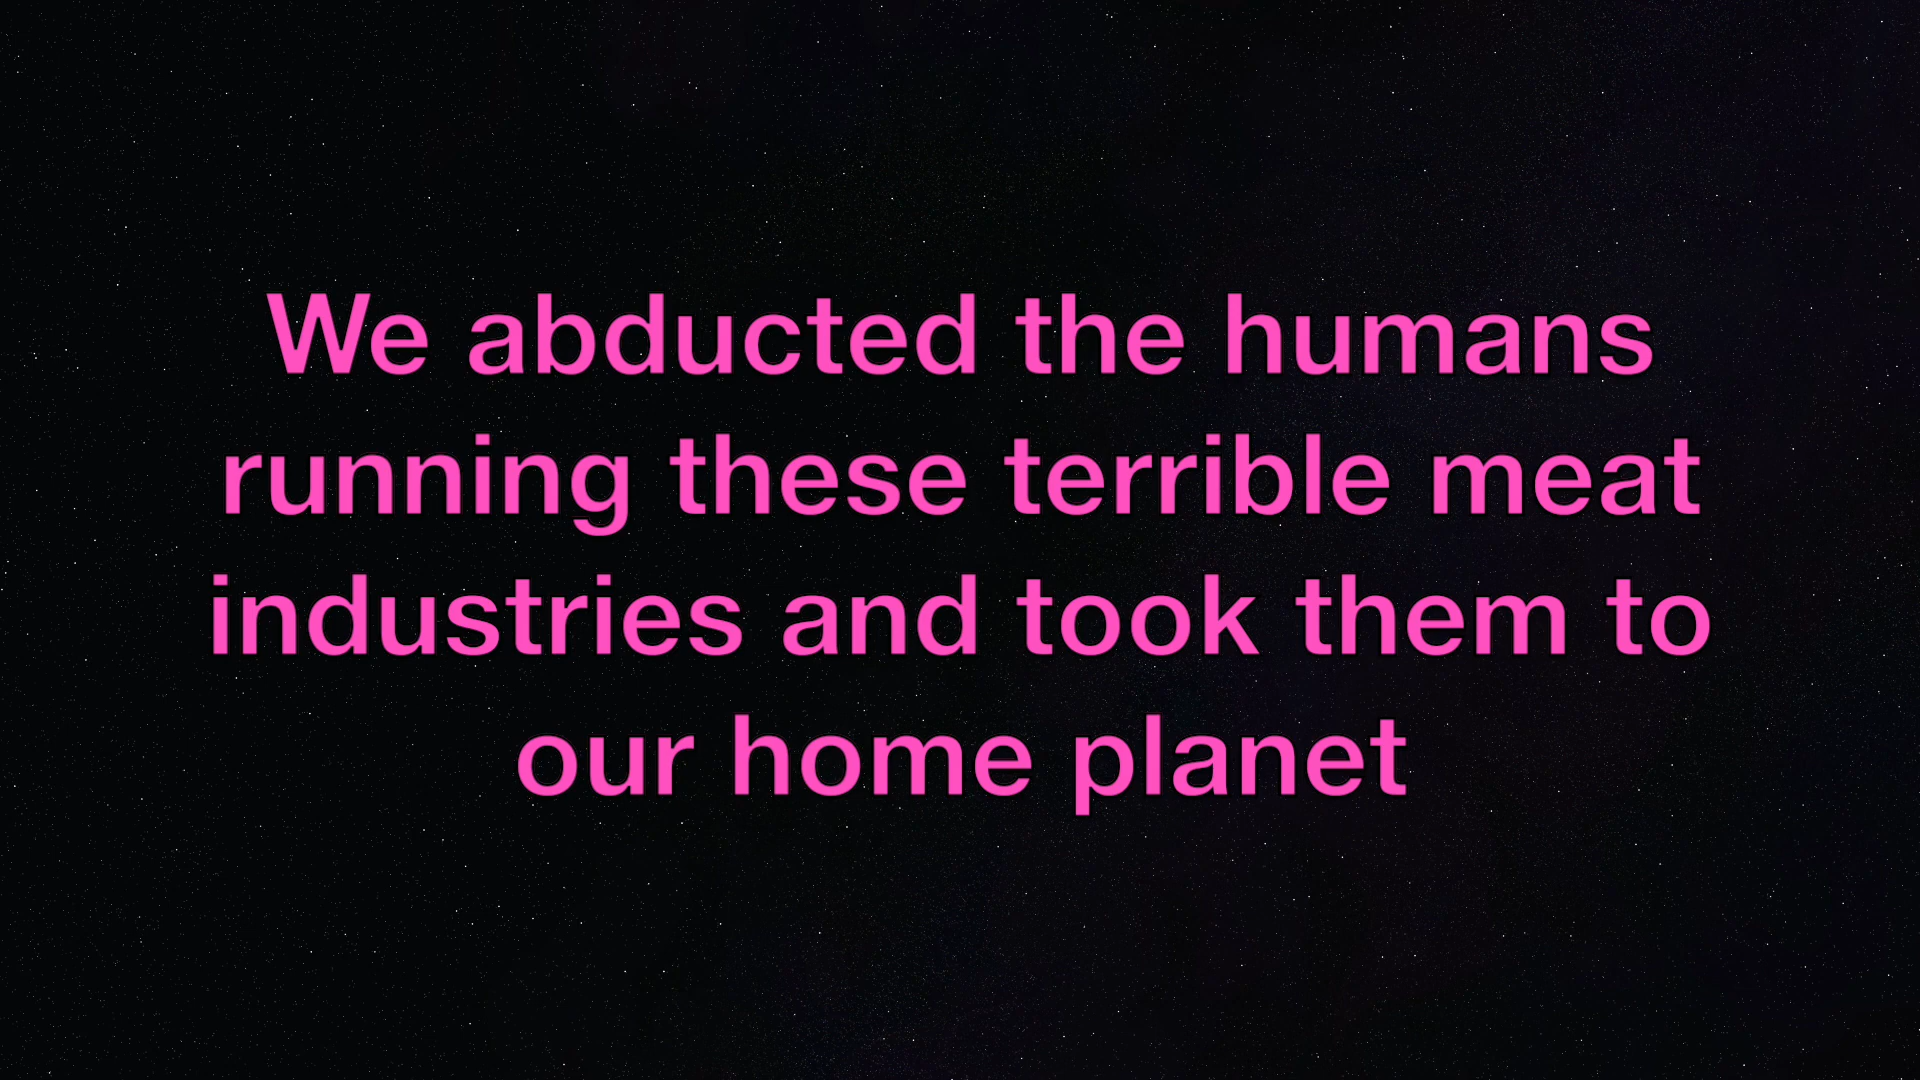 We abducted the humans
running these terrible meat
industries and took them to
our home planet